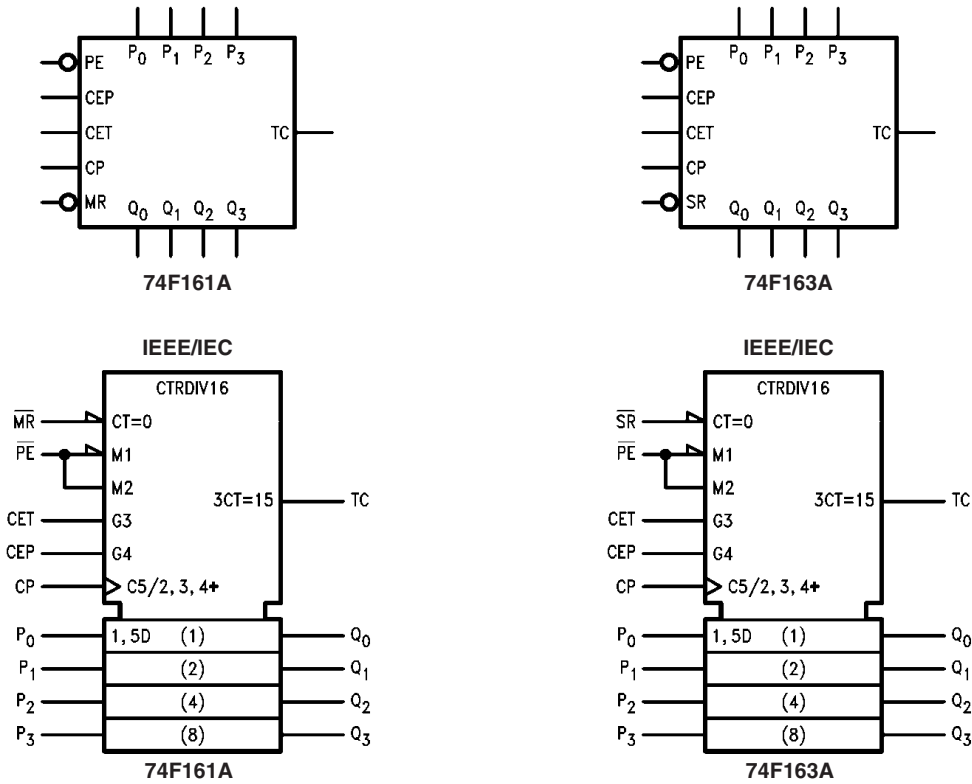 P0 P1 P2 P3
PE
CEP
CET
TC
CP
MR
Q0 Q1 Q2 Q3
74F161A
P0 P1 P2 P3
PE
CEP
CET
TC
CP
SR
Q0 Q1 Q2 Q3
74F163A
IEEE/IEC
CTRDIV16
MR CT=0
PE M1
M2
3CT=15 TC
CET G3
CEP G4
CP C5/2,3,4+
P0 1,5D (1) Q0
P1 (2) Q1
P2 (4) Q2
P3 (8) Q3
74F161A
IEEE/IEC
CTRDIV16
SR CT=0
PE M1
M2
3CT=15 TC
CET G3
CEP G4
CP C5/2,3,4+
P0 1,5D (1) Q0
P1 (2) Q1
P2 (4) Q2
P3 (8) Q3
74F163A